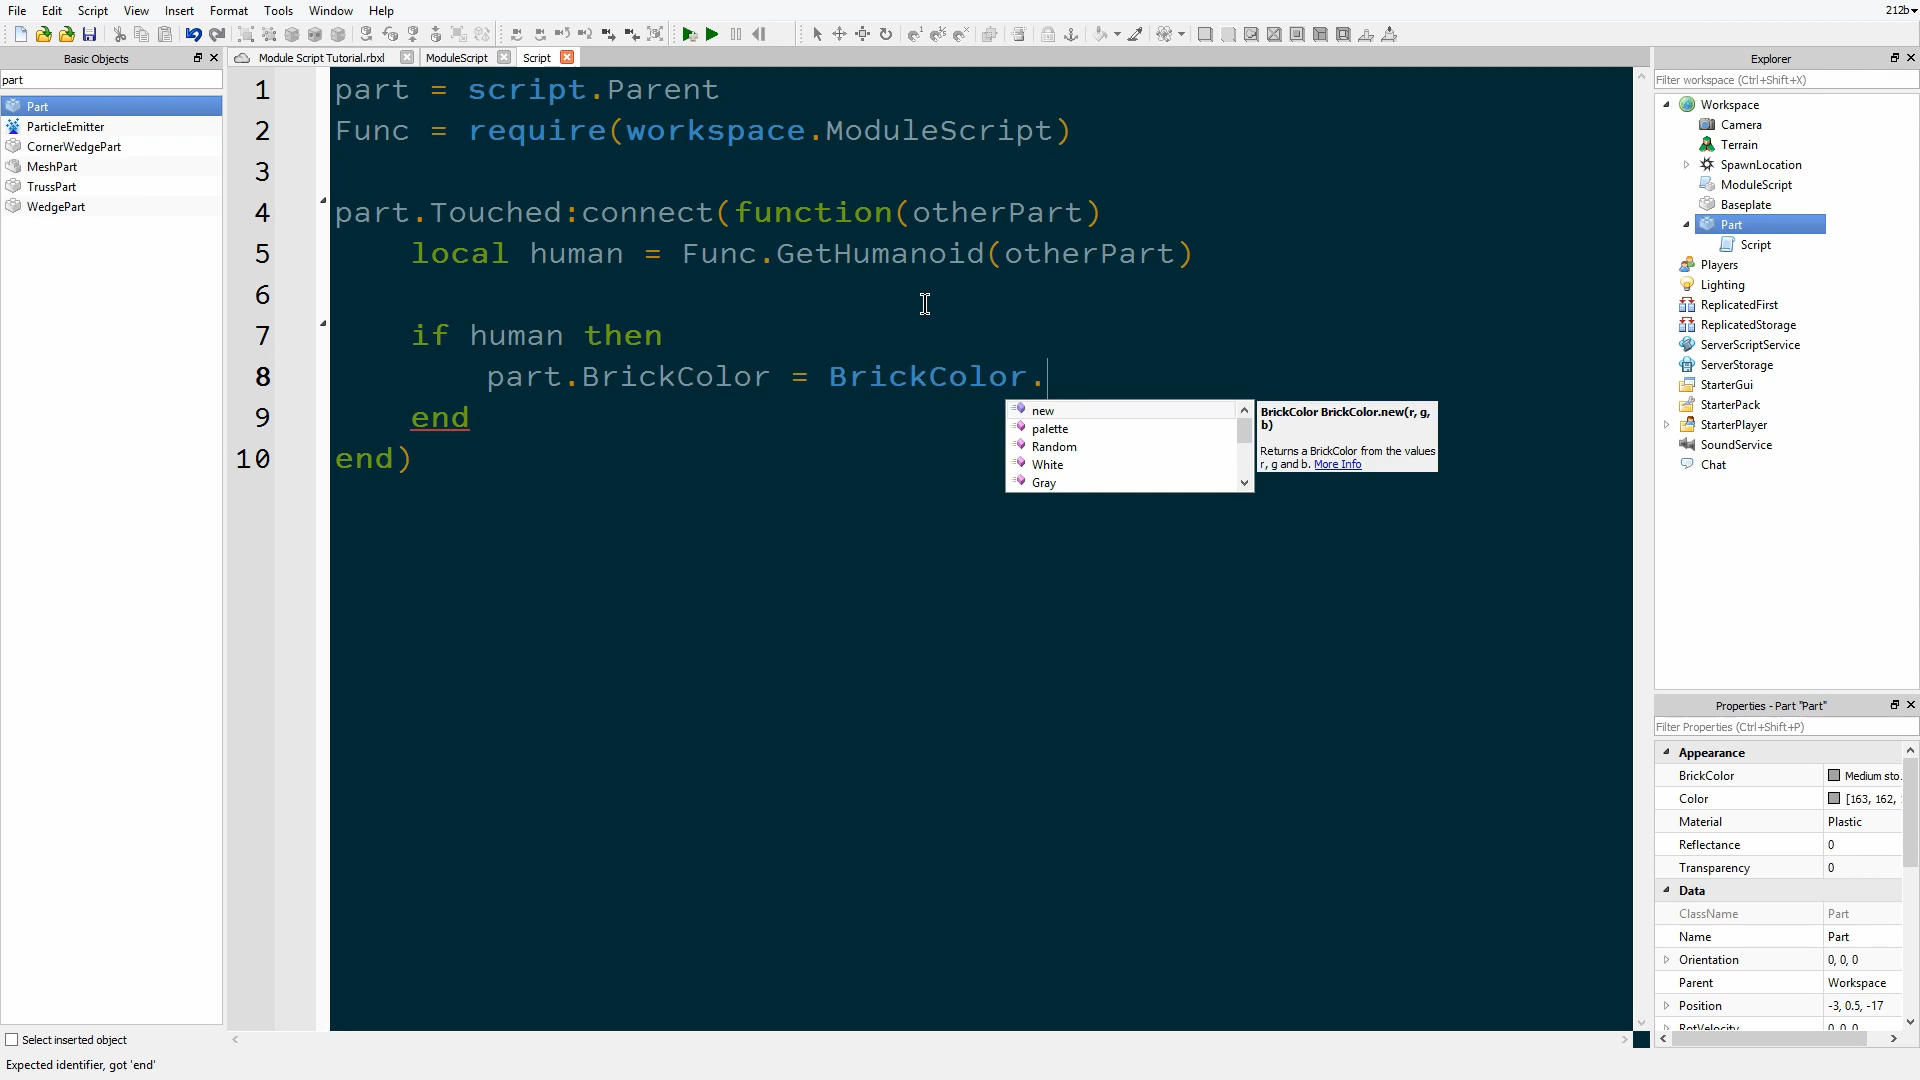 File Edit Script View Insert Format Tools Window Help
212b
Basic Objects
Module Script Tutorial.rbxl ModuleScript Script
Explorer
part
Filter workspace (Ctrl+Shift+X)
Part
ParticleEmitter
CornerWedgePart
MeshPart
TrussPart
WedgePart
1 part = script.Parent
2 Func = require(workspace.ModuleScript)
3
4 part.Touched:connect(function(otherPart)
5 local human = Func.GetHumanoid(otherPart)
6
7 if human then
8 part.BrickColor = BrickColor.
9 end
10 end)
new
palette
Random
White
Gray
BrickColor BrickColor.new(r, g,
b)
Returns a BrickColor from the values
r, g and b. More Info
Workspace
Camera
Terrain
SpawnLocation
ModuleScript
Baseplate
Part
Script
Players
Lighting
ReplicatedFirst
ReplicatedStorage
ServerScriptService
ServerStorage
StarterGui
StarterPack
StarterPlayer
SoundService
Chat
Properties - Part "Part"
Filter Properties (Ctrl+Shift+P)
Appearance
BrickColor Medium sto
Color [163, 162,
Material Plastic
Reflectance 0
Transparency 0
Data
ClassName Part
Name Part
Orientation 0, 0, 0
Parent Workspace
Position -3, 0.5, -17
RotVelocity 0, 0, 0
Select inserted object
Expected identifier, got 'end'